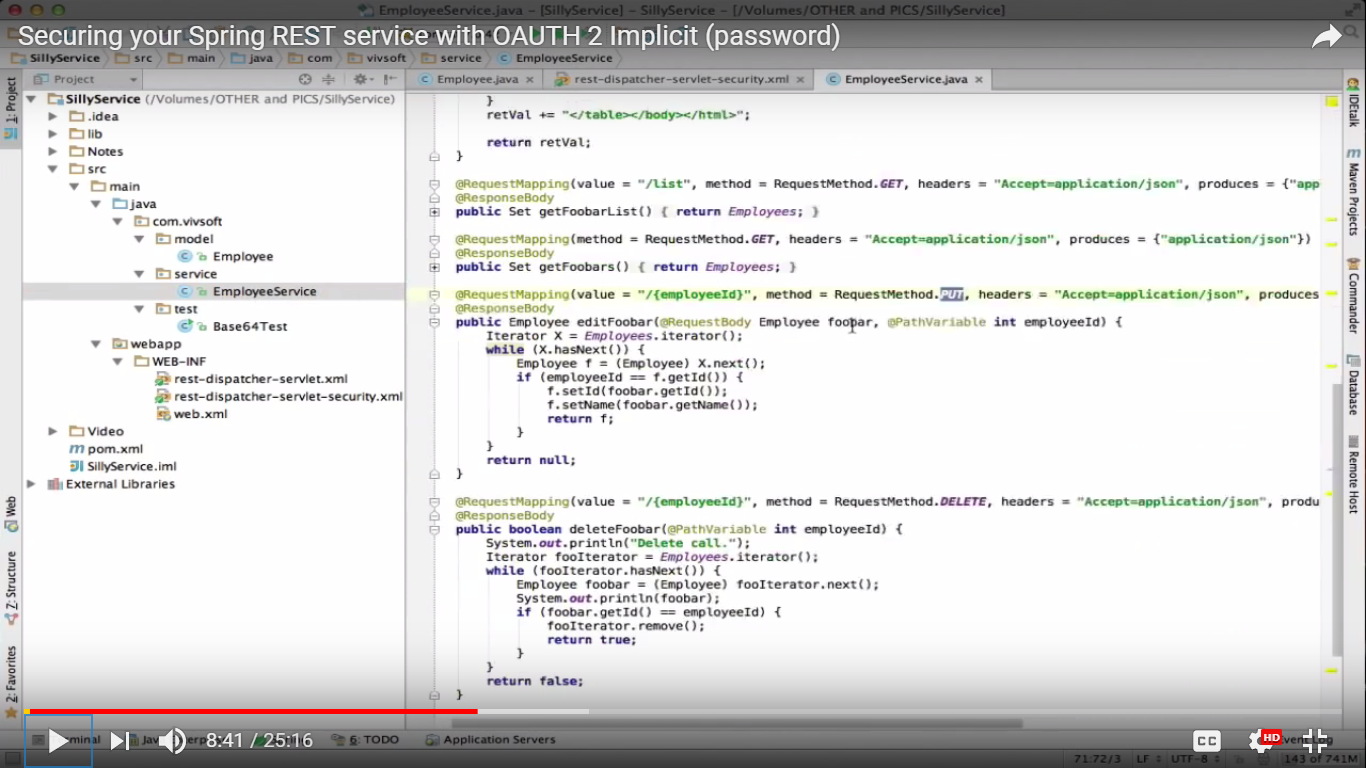 EmployeeService.java - [SillyService] - SillyService - [/Volumes/OTHER and PICS/SillyService]
Securing your Spring REST service with OAUTH 2 Implicit (password)
SillyService src main java com vivsoft service EmployeeService
Project
Employee.java rest-dispatcher-servlet-security.xml EmployeeService.java
1: Project
SillyService (/Volumes/OTHER and PICS/SillyService)
.idea
lib
Notes
src
main
java
com.vivsoft
model
Employee
service
EmployeeService
test
Base64Test
webapp
WEB-INF
rest-dispatcher-servlet.xml
rest-dispatcher-servlet-security.xml
web.xml
Video
pom.xml
SillyService.iml
External Libraries
Web
Z: Structure
2: Favorites
}
retVal += "</table></body></html>";
return retVal;
}
@RequestMapping(value = "/list", method = RequestMethod.GET, headers = "Accept=application/json", produces = {"app
@ResponseBody
public Set getFoobarList() { return Employees; }
@RequestMapping(method = RequestMethod.GET, headers = "Accept=application/json", produces = {"application/json"})
@ResponseBody
public Set getFoobars() { return Employees; }
@RequestMapping(value = "/{employeeId}", method = RequestMethod.PUT, headers = "Accept=application/json", produces
@ResponseBody
public Employee editFoobar(@RequestBody Employee foobar, @PathVariable int employeeId) {
Iterator X = Employees.iterator();
while (X.hasNext()) {
Employee f = (Employee) X.next();
if (employeeId == f.getId()) {
f.setId(foobar.getId());
f.setName(foobar.getName());
return f;
}
}
return null;
}
@RequestMapping(value = "/{employeeId}", method = RequestMethod.DELETE, headers = "Accept=application/json", produ
@ResponseBody
public boolean deleteFoobar(@PathVariable int employeeId) {
System.out.println("Delete call.");
Iterator fooIterator = Employees.iterator();
while (fooIterator.hasNext()) {
Employee foobar = (Employee) fooIterator.next();
System.out.println(foobar);
if (foobar.getId() == employeeId) {
fooIterator.remove();
return true;
}
}
return false;
}
IDEtalk
Maven Projects
Commander
Database
Remote Host
8:41 / 25:16
6: TODO
Application Servers
CC
HD
71:72/3 LF UTF-8 143 of 741M